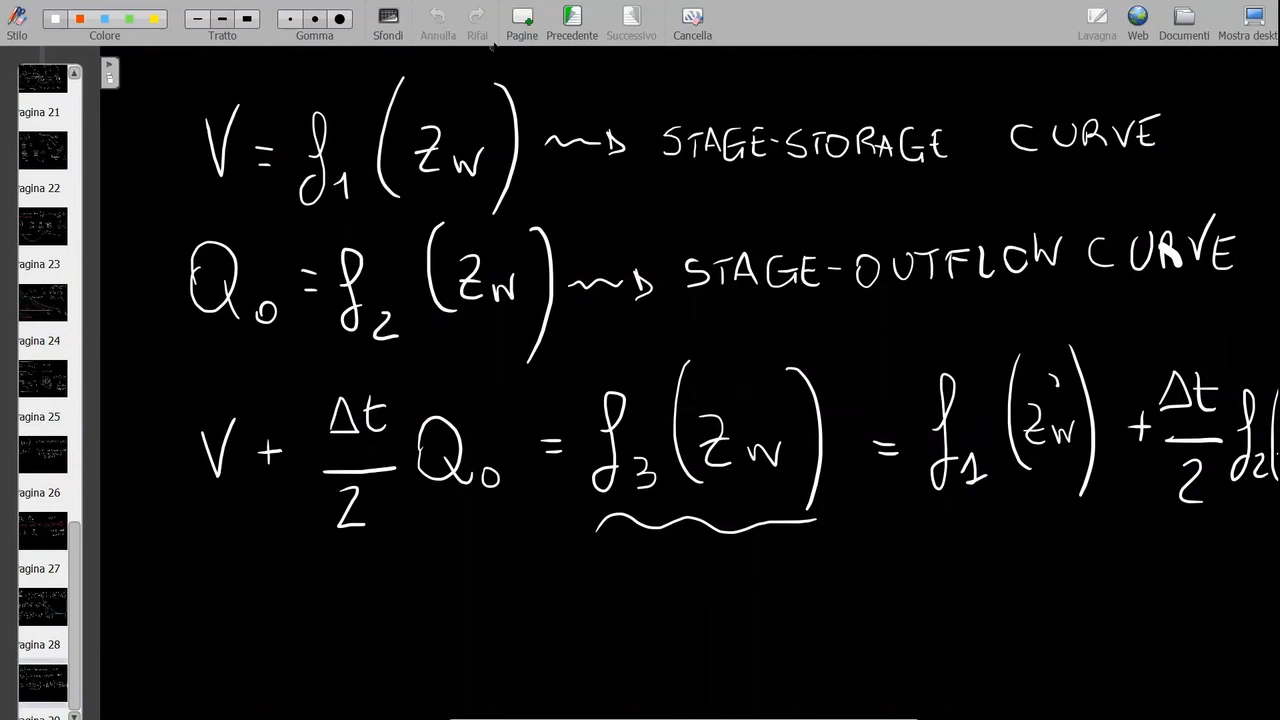 Stilo Colore Tratto Gomma Sfondi Annulla Rifai Pagine Precedente Successivo Cancella Lavagna Web Documenti Mostra deskt
agina 21
agina 22
agina 23
agina 24
agina 25
agina 26
agina 27
agina 28
V = f₁ (Zw) ⇝ STAGE-STORAGE CURVE
Q₀ = f₂ (Zw) ⇝ STAGE-OUTFLOW CURVE
V + Δt/2 Q₀ = f₃ (Zw) = f₁ (Zw) + Δt/2 f₂(